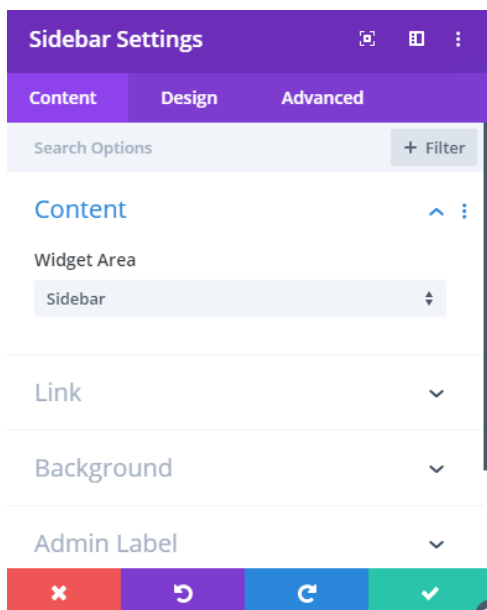 Sidebar Settings
Content Design Advanced
Search Options + Filter
Content
Widget Area
Sidebar
Link
Background
Admin Label